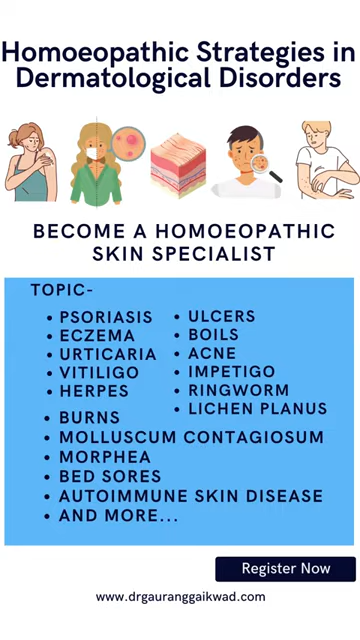 Homoeopathic Strategies in
Dermatological Disorders
BECOME A HOMOEOPATHIC
SKIN SPECIALIST
TOPIC-
• PSORIASIS
• ECZEMA
• URTICARIA
• VITILIGO
• HERPES
• ULCERS
• BOILS
• ACNE
• IMPETIGO
• RINGWORM
• LICHEN PLANUS
• BURNS
• MOLLUSCUM CONTAGIOSUM
• MORPHEA
• BED SORES
• AUTOIMMUNE SKIN DISEASE
• AND MORE...
Register Now
www.drgauranggaikwad.com